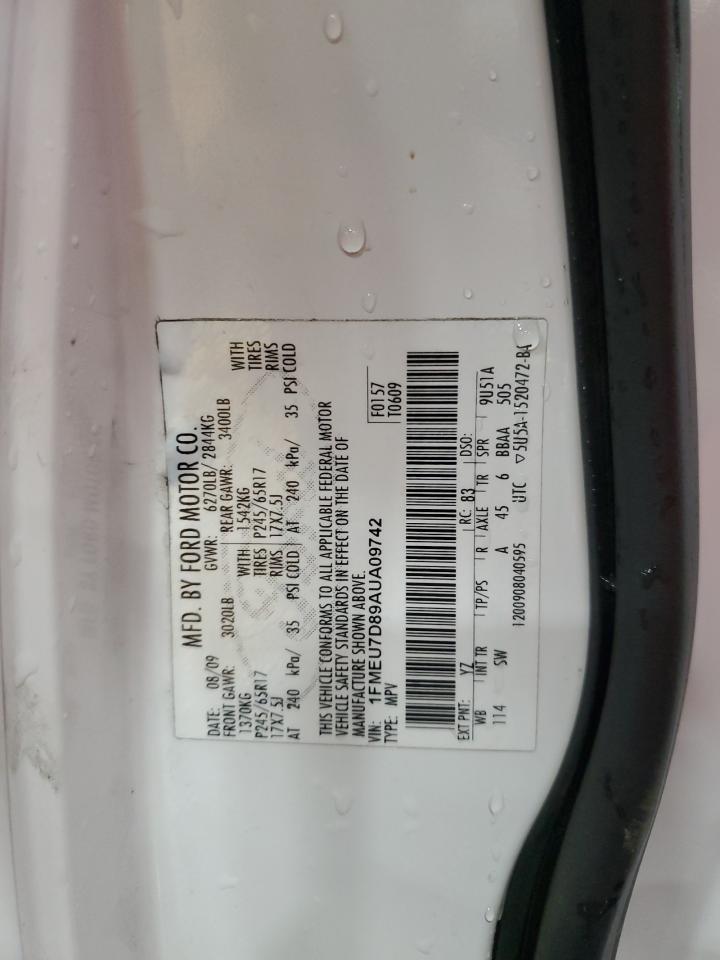 MFD. BY FORD MOTOR CO.
DATE: 08/09 GVWR: 6270LB/ 2844KG
FRONT GAWR: 3020LB REAR GAWR: 3400LB
1370KG WITH 1542KG WITH
P245/65R17 TIRES P245/65R17 TIRES
17X7.5J RIMS 17X7.5J RIMS
AT 240 kPa/ 35 PSI COLD AT 240 kPa/ 35 PSI COLD
THIS VEHICLE CONFORMS TO ALL APPLICABLE FEDERAL MOTOR
VEHICLE SAFETY STANDARDS IN EFFECT ON THE DATE OF
MANUFACTURE SHOWN ABOVE.
VIN: 1FMEU7D89AUA09742 F0157
TYPE: MPV T0609
EXT PNT: YZ RC: 83 DSO:
WB INT TR TP/PS R AXLE TR SPR 9U51A
114 SW A 45 6 BBAA 505
1200908040595 UTC ▽5U5A-1520472-BA